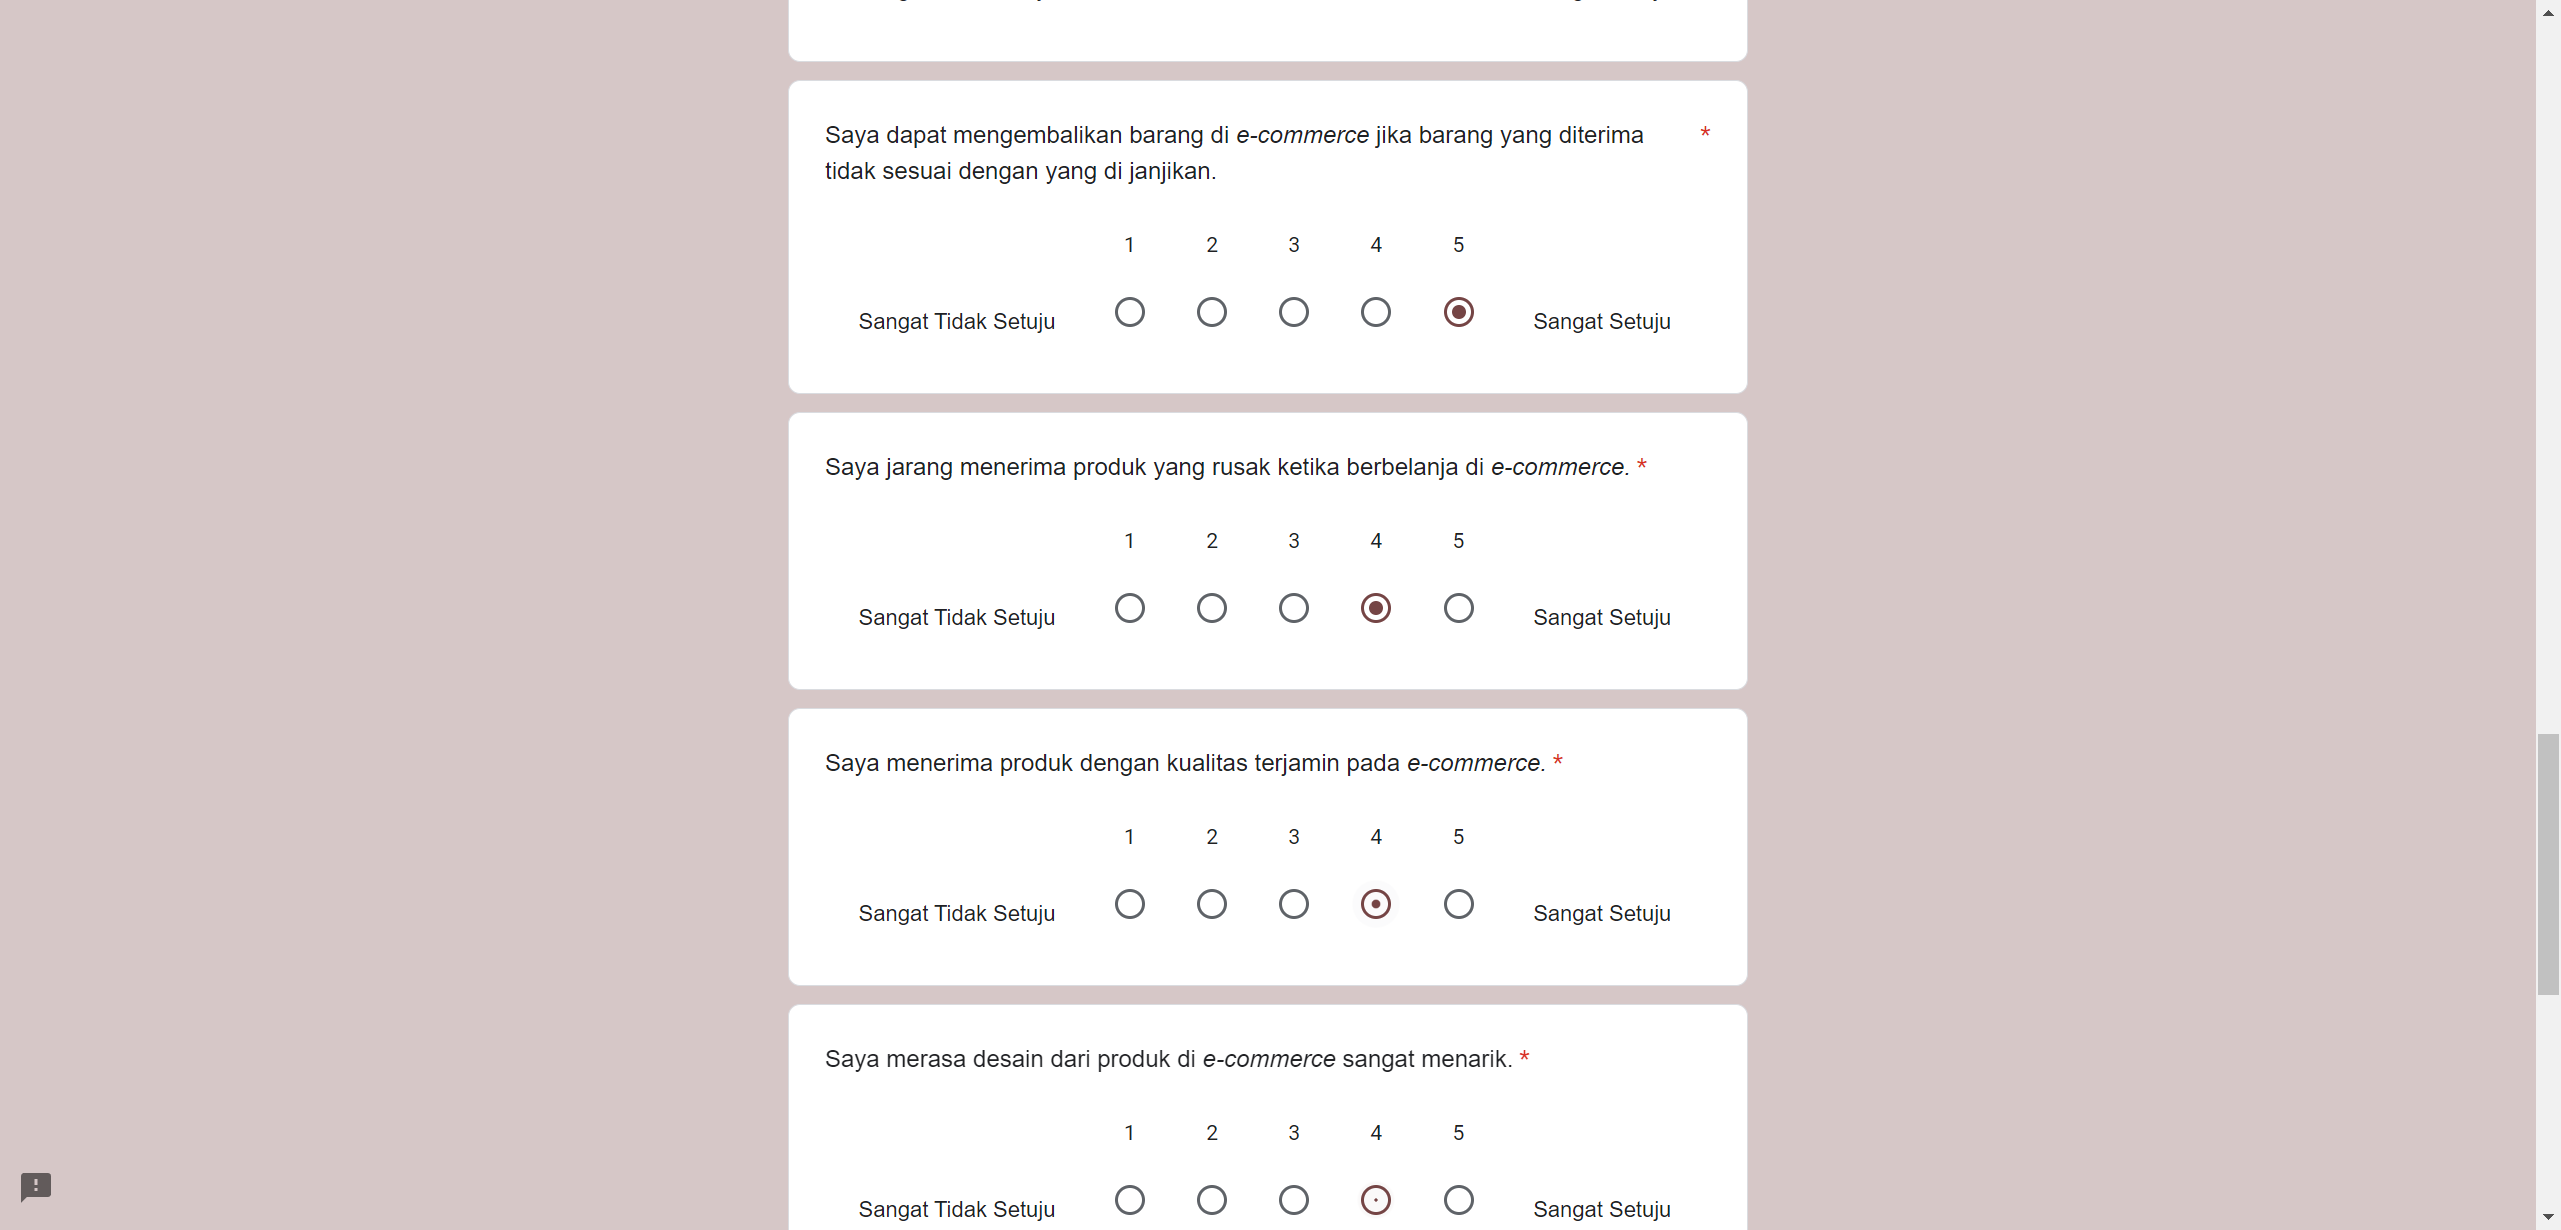 Saya dapat mengembalikan barang di e-commerce jika barang yang diterima *
tidak sesuai dengan yang di janjikan.
1 2 3 4 5
Sangat Tidak Setuju Sangat Setuju
Saya jarang menerima produk yang rusak ketika berbelanja di e-commerce. *
1 2 3 4 5
Sangat Tidak Setuju Sangat Setuju
Saya menerima produk dengan kualitas terjamin pada e-commerce. *
1 2 3 4 5
Sangat Tidak Setuju Sangat Setuju
Saya merasa desain dari produk di e-commerce sangat menarik. *
1 2 3 4 5
Sangat Tidak Setuju Sangat Setuju